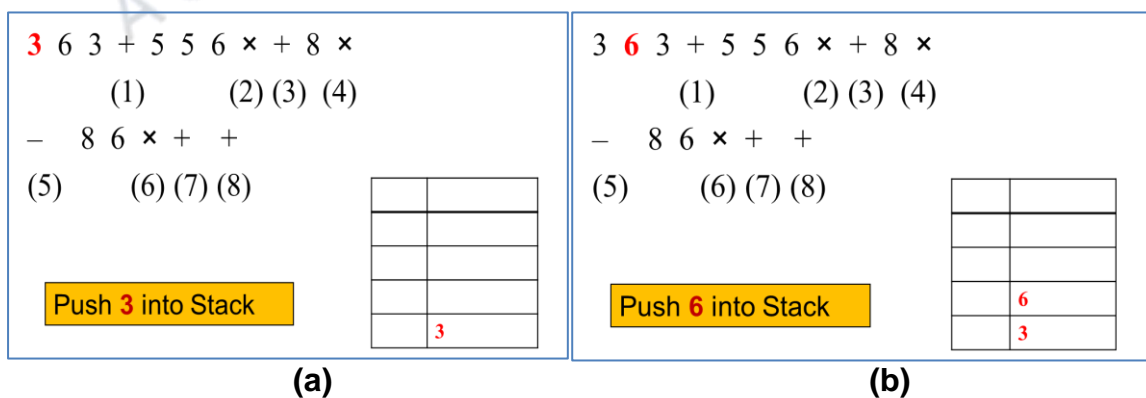 3 6 3 + 5 5 6 × + 8 ×
(1) (2) (3) (4)
– 8 6 × + +
(5) (6) (7) (8)
Push 3 into Stack
3
(a)
3 6 3 + 5 5 6 × + 8 ×
(1) (2) (3) (4)
– 8 6 × + +
(5) (6) (7) (8)
Push 6 into Stack
6
3
(b)